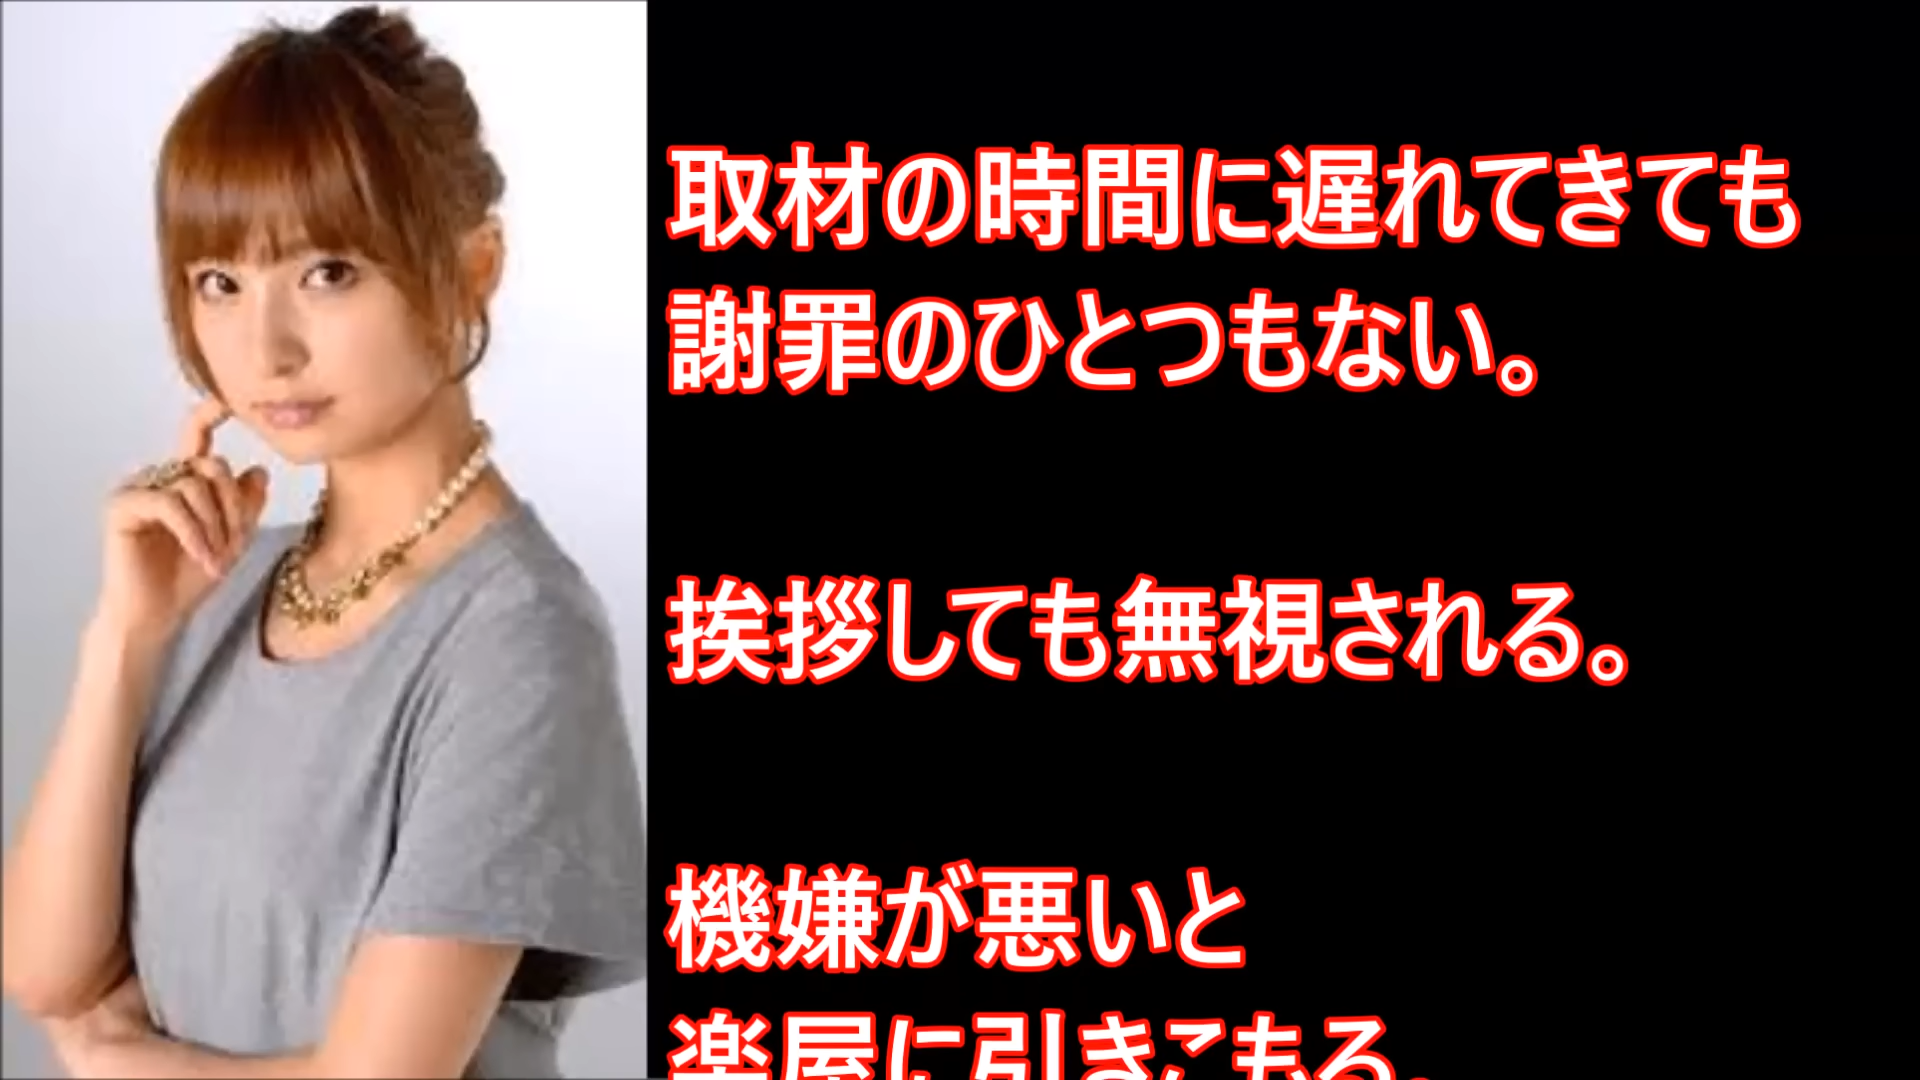 取材の時間に遅れてきても
謝罪のひとつもない。
挨拶しても無視される。
機嫌が悪いと
楽屋に引きこもる。